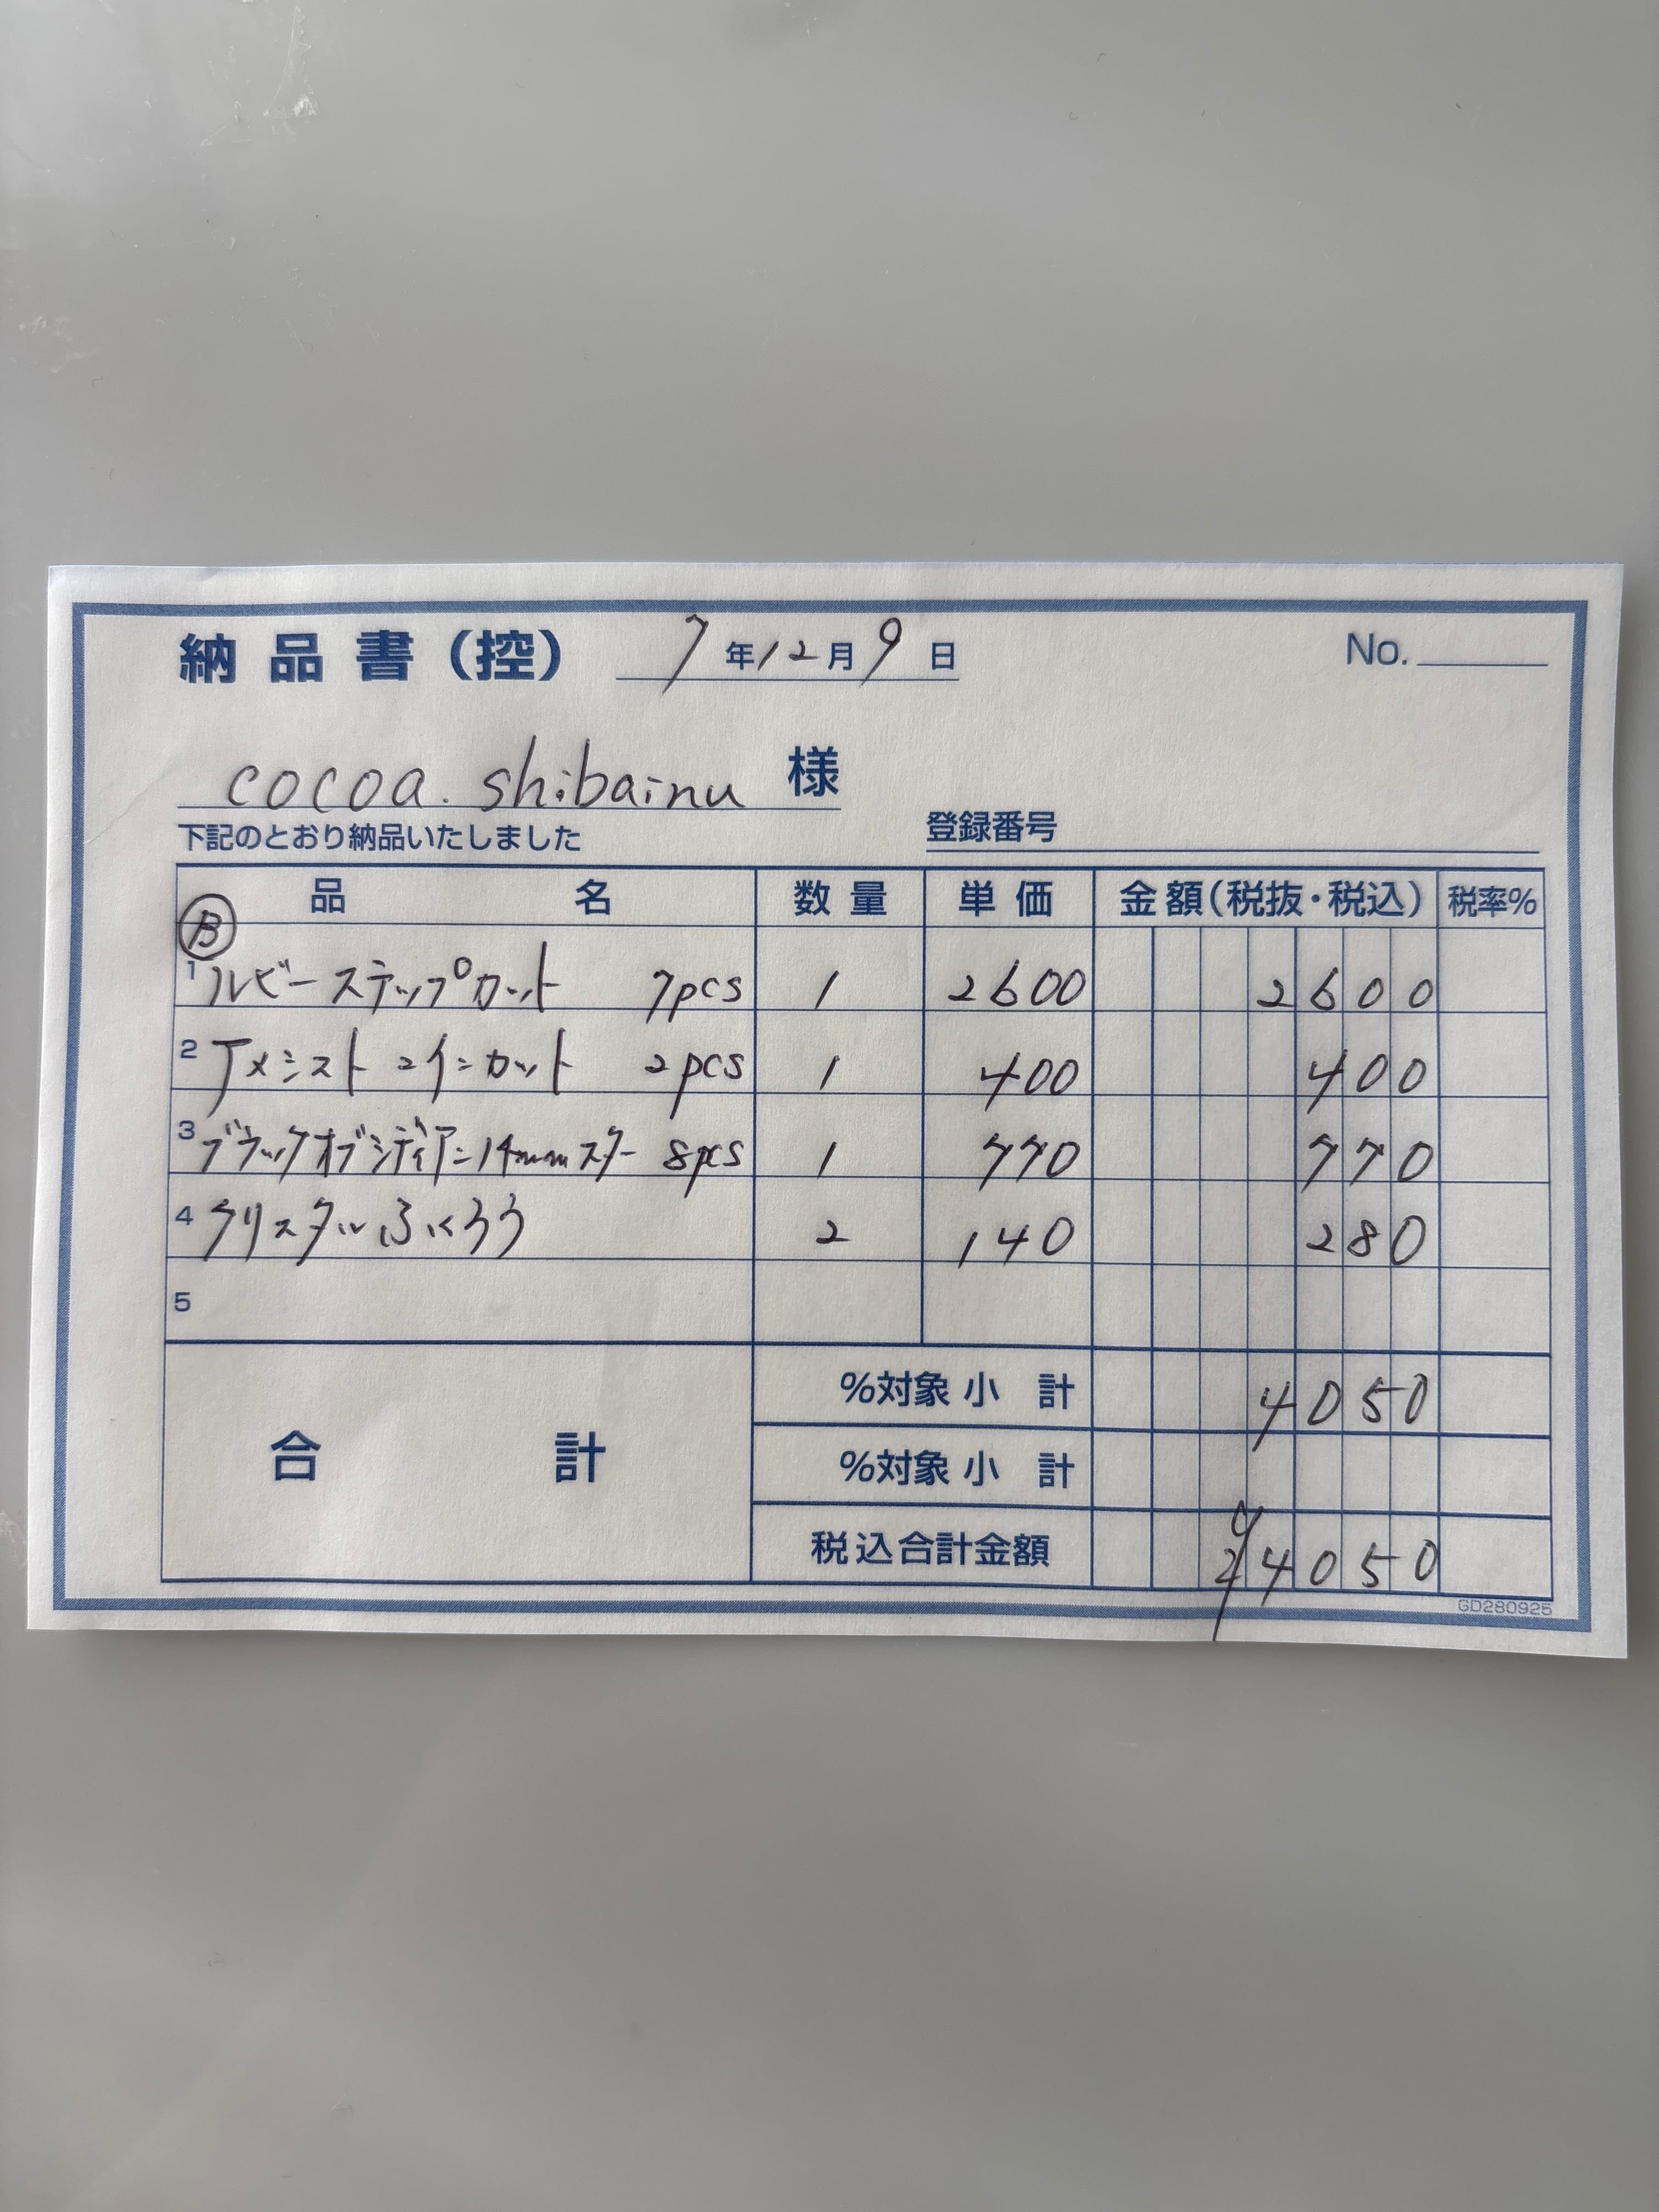 納品書(控) 7年12月9日 No.
cocoa.shibainu 様
下記のとおり納品いたしました 登録番号
品名 数量 単価 金額(税抜・税込) 税率%
Ⓑ
1 ルビーステップカット 7pcs 1 2600 2600
2 アメシストコインカット 2pcs 1 400 400
3 ブラックオブシディアン14mmスター 8pcs 1 770 770
4 クリスタルふくろう 2 140 280
5
%対象小計 4050
合計 %対象小計
税込合計金額 ¥4050
GD280925